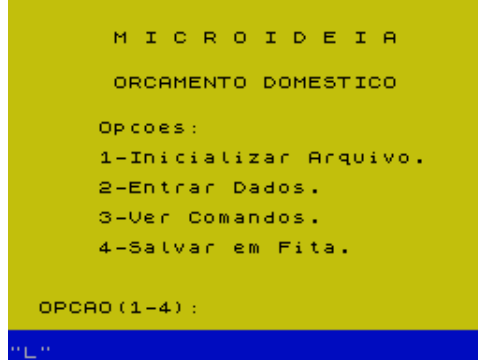 M I C R O I D E I A
ORCAMENTO DOMESTICO
Opcoes:
1-Inicializar Arquivo.
2-Entrar Dados.
3-Ver Comandos.
4-Salvar em Fita.
OPCAO(1-4):
"L"